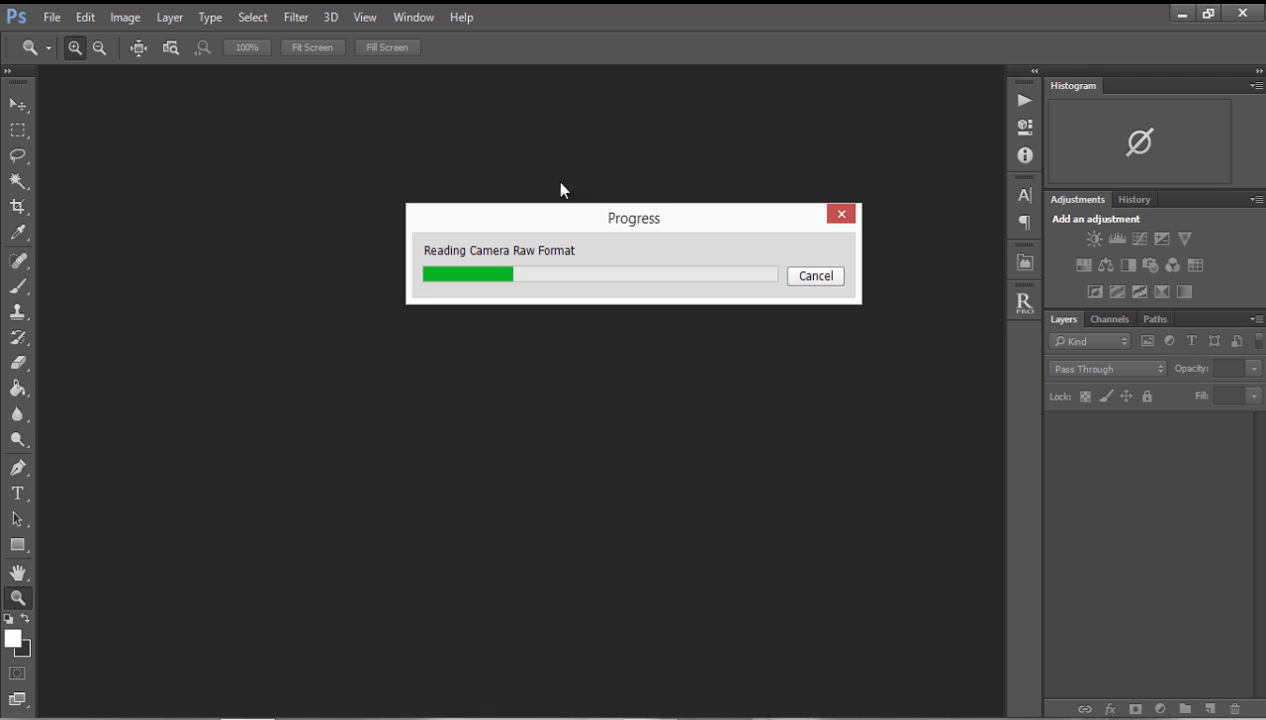 Ps File Edit Image Layer Type Select Filter 3D View Window Help
100% Fit Screen Fill Screen
Histogram
Progress
Reading Camera Raw Format
Cancel
Adjustments History
Add an adjustment
A
R
PRO
Layers Channels Paths
Kind T
Pass Through Opacity:
Lock: Fill:
T
fx